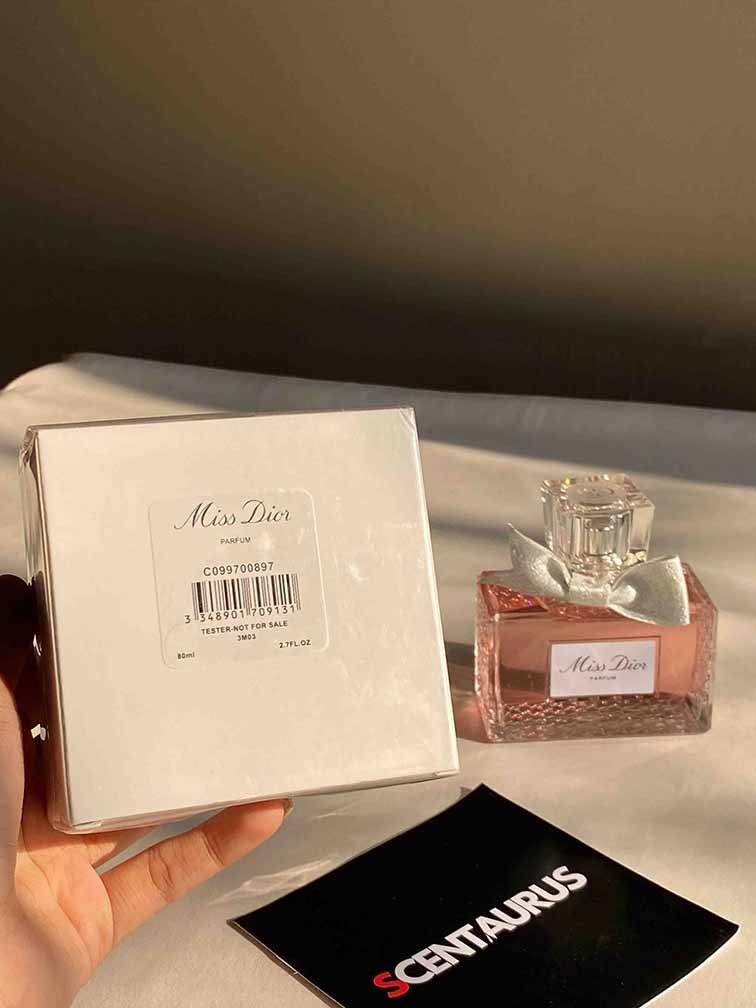 Miss Dior
PARFUM
C099700897
3 348901 709131
TESTER-NOT FOR SALE
3M03
80ml 2.7FL.OZ
Miss Dior
PARFUM
SCENTAURUS